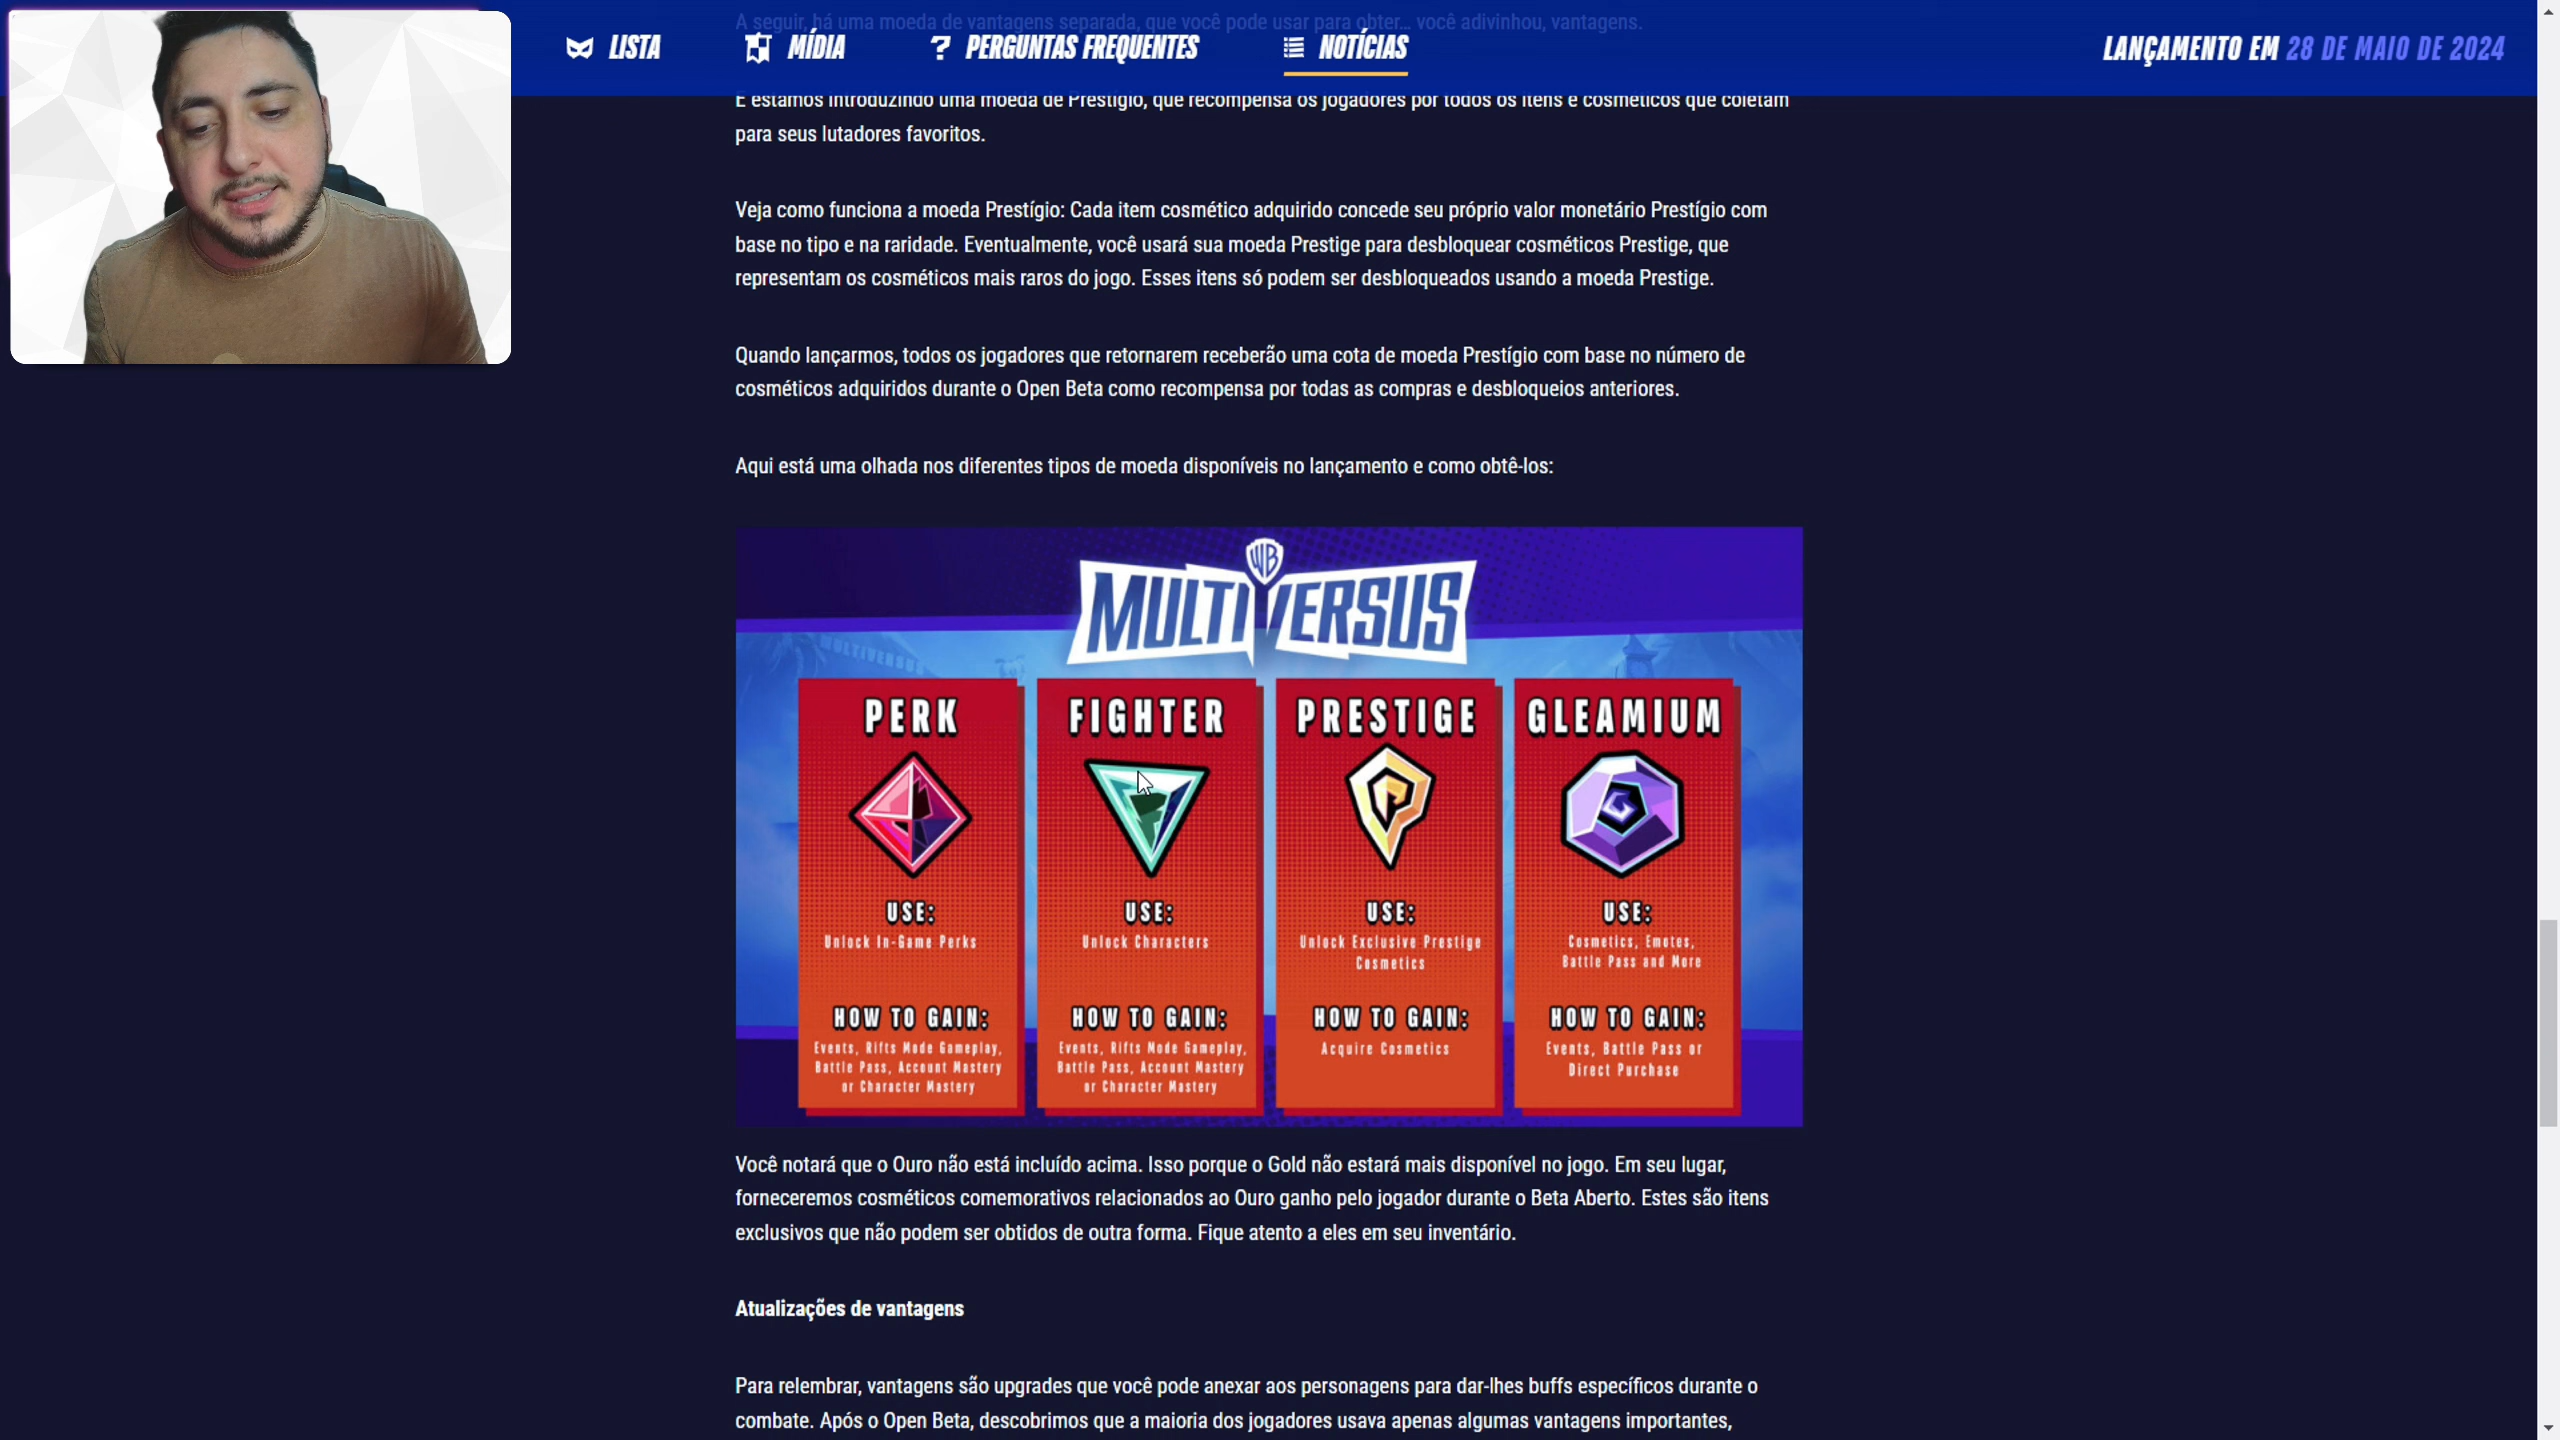 A seguir, há uma moeda de vantagens separada, que você pode usar para obter... você adivinhou, vantagens.
LISTA
MÍDIA
PERGUNTAS FREQUENTES
NOTÍCIAS
LANÇAMENTO EM 28 DE MAIO DE 2024
E estamos introduzindo uma moeda de Prestígio, que recompensa os jogadores por todos os itens e cosméticos que coletam
para seus lutadores favoritos.
Veja como funciona a moeda Prestígio: Cada item cosmético adquirido concede seu próprio valor monetário Prestígio com
base no tipo e na raridade. Eventualmente, você usará sua moeda Prestige para desbloquear cosméticos Prestige, que
representam os cosméticos mais raros do jogo. Esses itens só podem ser desbloqueados usando a moeda Prestige.
Quando lançarmos, todos os jogadores que retornarem receberão uma cota de moeda Prestígio com base no número de
cosméticos adquiridos durante o Open Beta como recompensa por todas as compras e desbloqueios anteriores.
Aqui está uma olhada nos diferentes tipos de moeda disponíveis no lançamento e como obtê-los:
WB
MULTIVERSUS
MULTIVERSUS
PERK
USE:
Unlock In-Game Perks
HOW TO GAIN:
Events, Rifts Mode Gameplay,
Battle Pass, Account Mastery
or Character Mastery
FIGHTER
USE:
Unlock Characters
HOW TO GAIN:
Events, Rifts Mode Gameplay,
Battle Pass, Account Mastery
or Character Mastery
PRESTIGE
USE:
Unlock Exclusive Prestige
Cosmetics
HOW TO GAIN:
Acquire Cosmetics
GLEAMIUM
USE:
Cosmetics, Emotes,
Battle Pass and More
HOW TO GAIN:
Events, Battle Pass or
Direct Purchase
Você notará que o Ouro não está incluído acima. Isso porque o Gold não estará mais disponível no jogo. Em seu lugar,
forneceremos cosméticos comemorativos relacionados ao Ouro ganho pelo jogador durante o Beta Aberto. Estes são itens
exclusivos que não podem ser obtidos de outra forma. Fique atento a eles em seu inventário.
Atualizações de vantagens
Para relembrar, vantagens são upgrades que você pode anexar aos personagens para dar-lhes buffs específicos durante o
combate. Após o Open Beta, descobrimos que a maioria dos jogadores usava apenas algumas vantagens importantes,